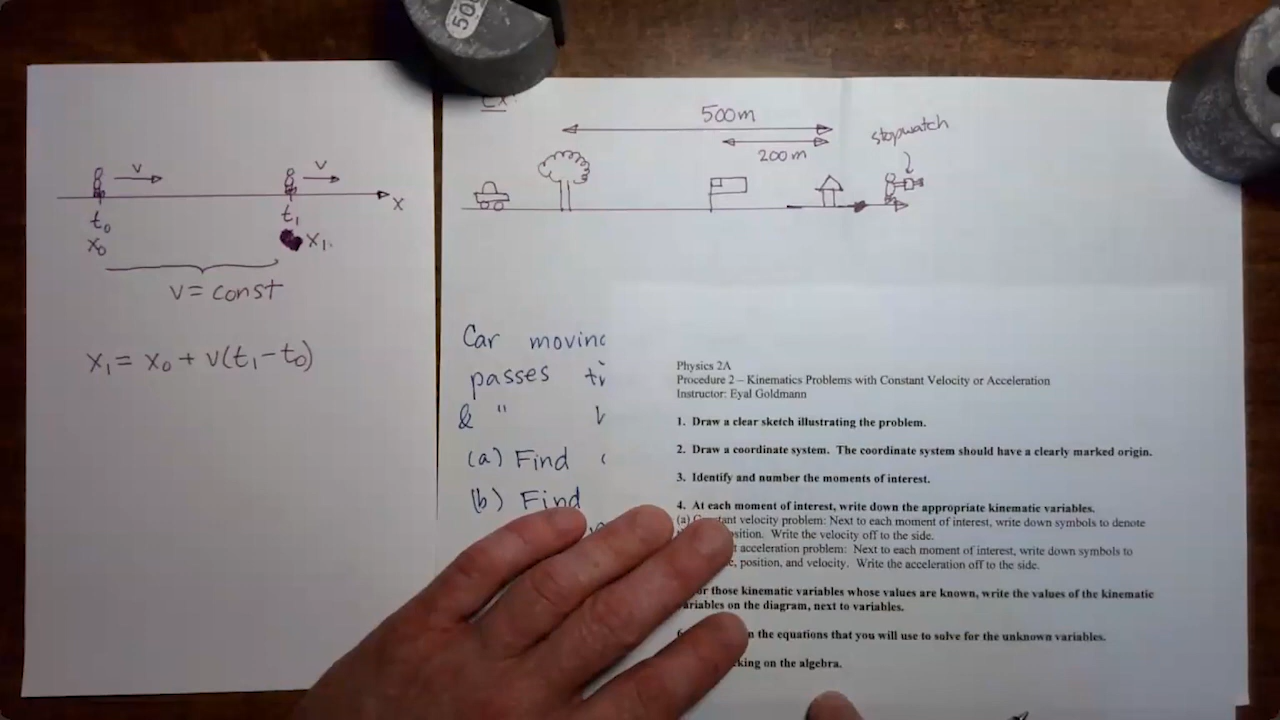 50
v
v
x
t₀
t₁
x₀
x₁.
v = const
x₁ = x₀ + v(t₁ - t₀)
Ex:
500m
200m
stopwatch
Car moving
passes
& "
(a) Find
(b) Find
Physics 2A
Procedure 2 – Kinematics Problems with Constant Velocity or Acceleration
Instructor: Eyal Goldmann
1. Draw a clear sketch illustrating the problem.
2. Draw a coordinate system. The coordinate system should have a clearly marked origin.
3. Identify and number the moments of interest.
4. At each moment of interest, write down the appropriate kinematic variables.
(a) Constant velocity problem: Next to each moment of interest, write down symbols to denote
position. Write the velocity off to the side.
acceleration problem: Next to each moment of interest, write down symbols to
position, and velocity. Write the acceleration off to the side.
those kinematic variables whose values are known, write the values of the kinematic
variables on the diagram, next to variables.
the equations that you will use to solve for the unknown variables.
on the algebra.